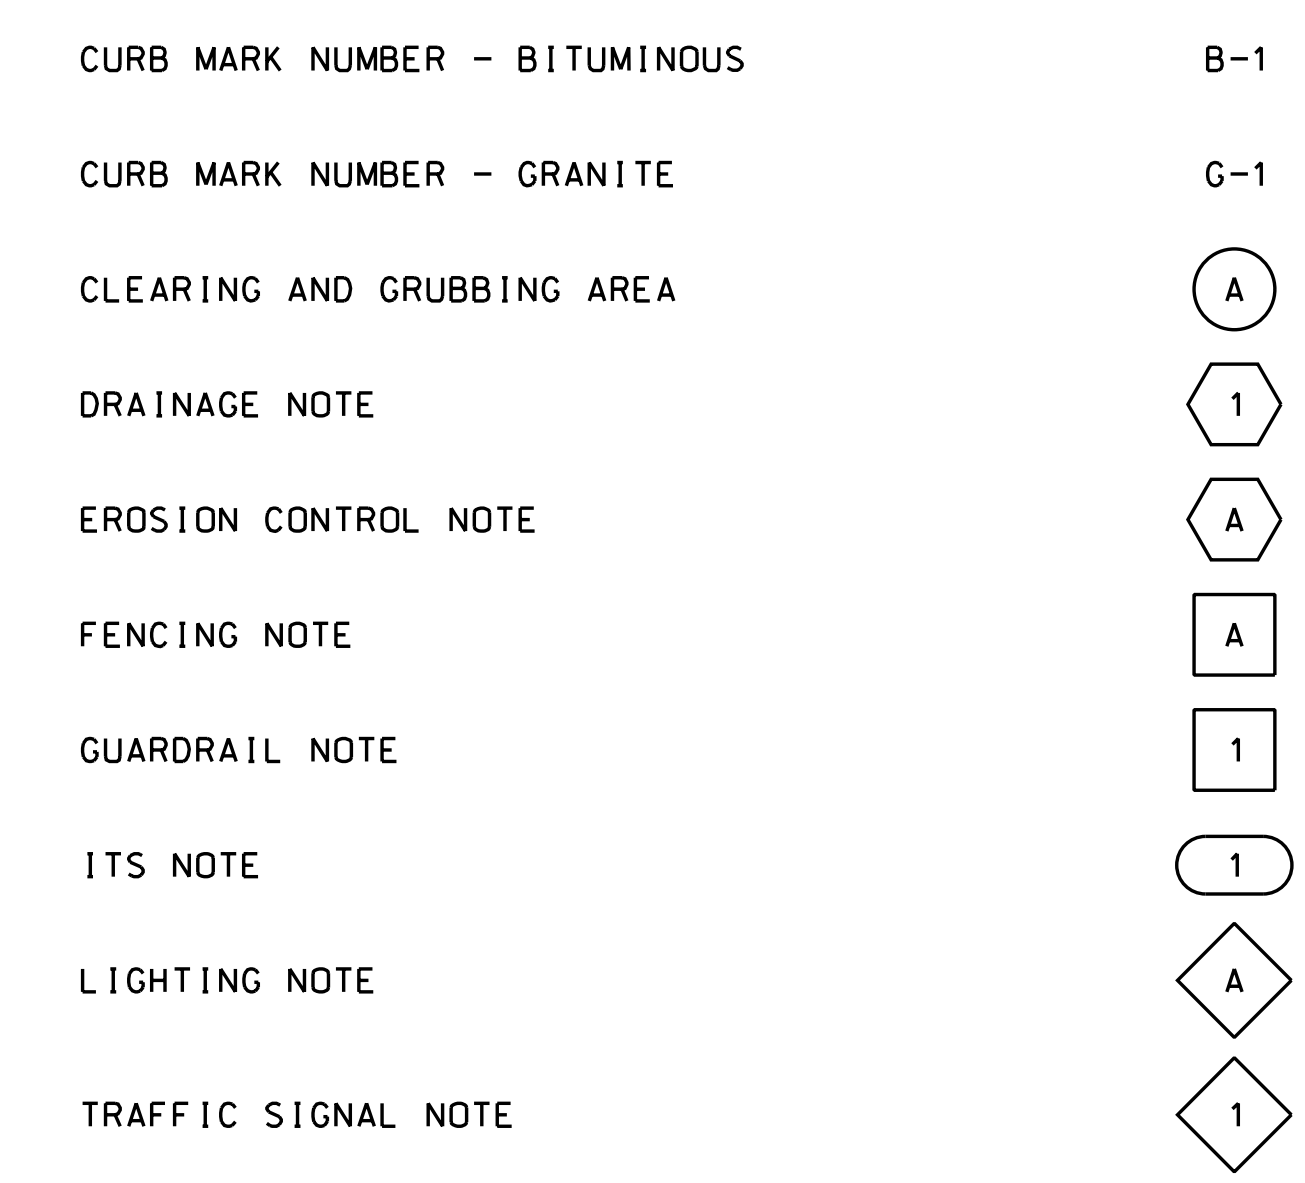 CURB MARK NUMBER - BITUMINOUS B-1
CURB MARK NUMBER - GRANITE G-1
CLEARING AND GRUBBING AREA A
DRAINAGE NOTE 1
EROSION CONTROL NOTE A
FENCING NOTE A
GUARDRAIL NOTE 1
ITS NOTE 1
LIGHTING NOTE A
TRAFFIC SIGNAL NOTE 1